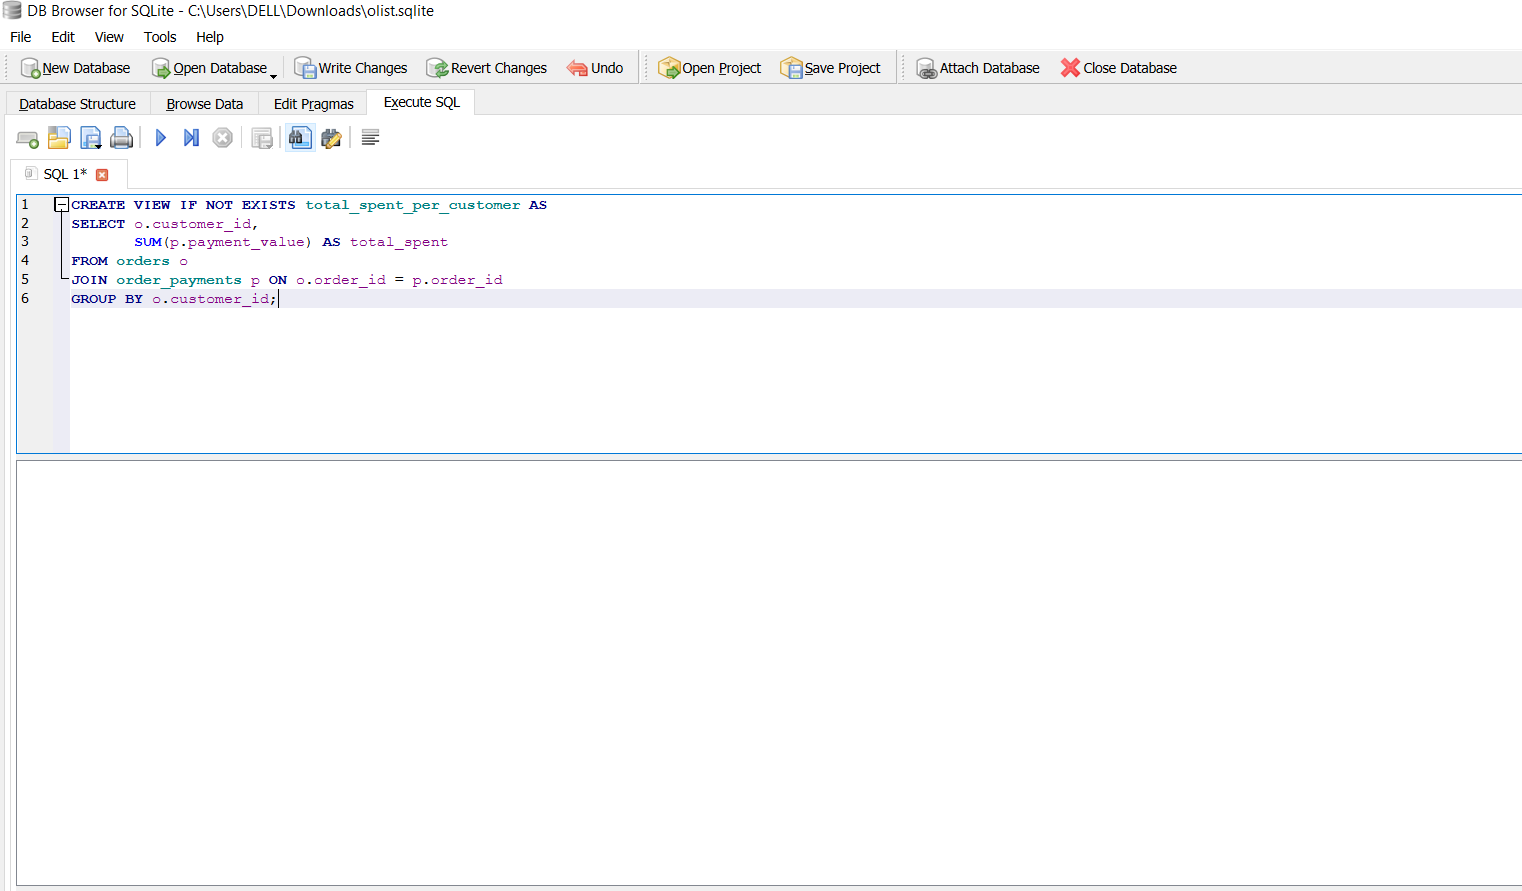 DB Browser for SQLite - C:\Users\DELL\Downloads\olist.sqlite
File Edit View Tools Help
New Database Open Database Write Changes Revert Changes Undo Open Project Save Project Attach Database Close Database
Database Structure Browse Data Edit Pragmas Execute SQL
SQL 1*
1 CREATE VIEW IF NOT EXISTS total_spent_per_customer AS
2 SELECT o.customer_id,
3 SUM(p.payment_value) AS total_spent
4 FROM orders o
5 JOIN order_payments p ON o.order_id = p.order_id
6 GROUP BY o.customer_id;